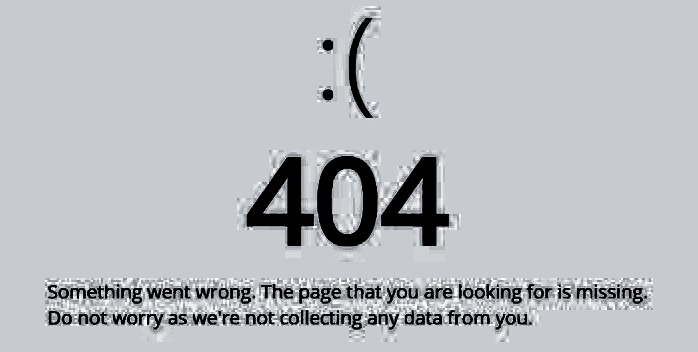 :(
404
Something went wrong. The page that you are looking for is missing.
Do not worry as we're not collecting any data from you.